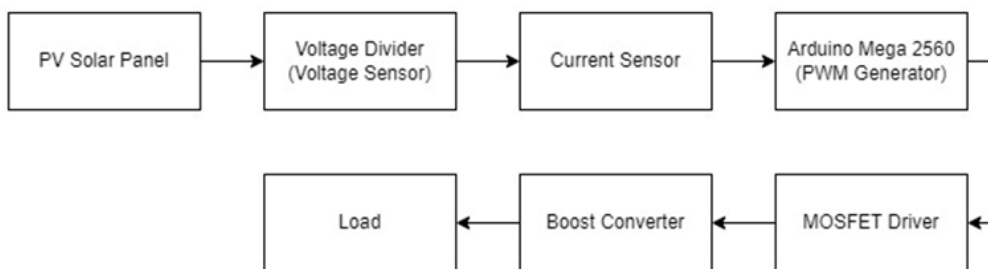 PV Solar Panel
Voltage Divider
(Voltage Sensor)
Current Sensor
Arduino Mega 2560
(PWM Generator)
Load
Boost Converter
MOSFET Driver